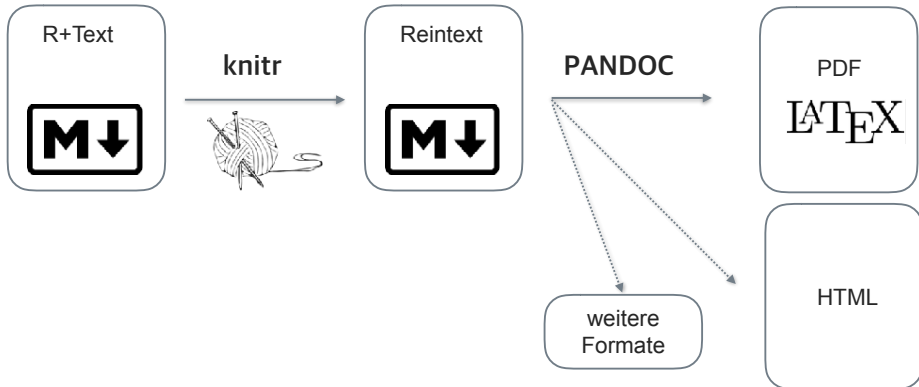 R+Text
knitr
Reintext
PANDOC
PDF
M
M
LATEX
weitere
Formate
HTML